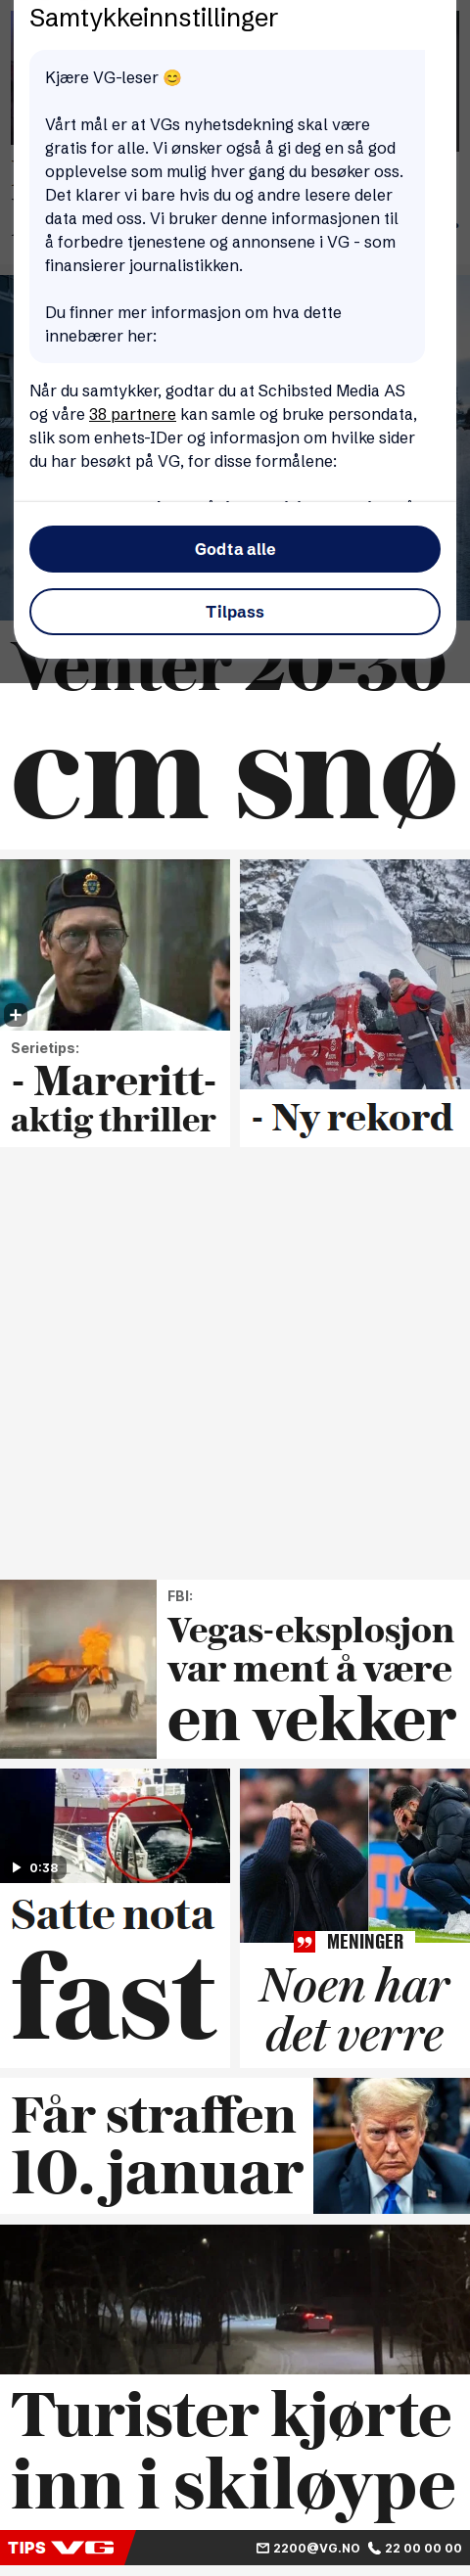 Samtykkeinnstillinger
Kjære VG-leser 😊
Vårt mål er at VGs nyhetsdekning skal være
gratis for alle. Vi ønsker også å gi deg en så god
opplevelse som mulig hver gang du besøker oss.
Det klarer vi bare hvis du og andre lesere deler
data med oss. Vi bruker denne informasjonen til
å forbedre tjenestene og annonsene i VG - som
finansierer journalistikken.
Du finner mer informasjon om hva dette
innebærer her:
Når du samtykker, godtar du at Schibsted Media AS
og våre 38 partnere kan samle og bruke persondata,
slik som enhets-IDer og informasjon om hvilke sider
du har besøkt på VG, for disse formålene:
Godta alle
Tilpass
Venter 20-30
cm snø
Serietips:
- Mareritt-
aktig thriller
- Ny rekord
FBI:
Vegas-eksplosjon
var ment å være
en vekker
0:38
Satte nota
fast
MENINGER
Noen har
det verre
Får straffen
10. januar
Turister kjørte
inn i skiløype
TIPS VG
2200@VG.NO 22 00 00 00